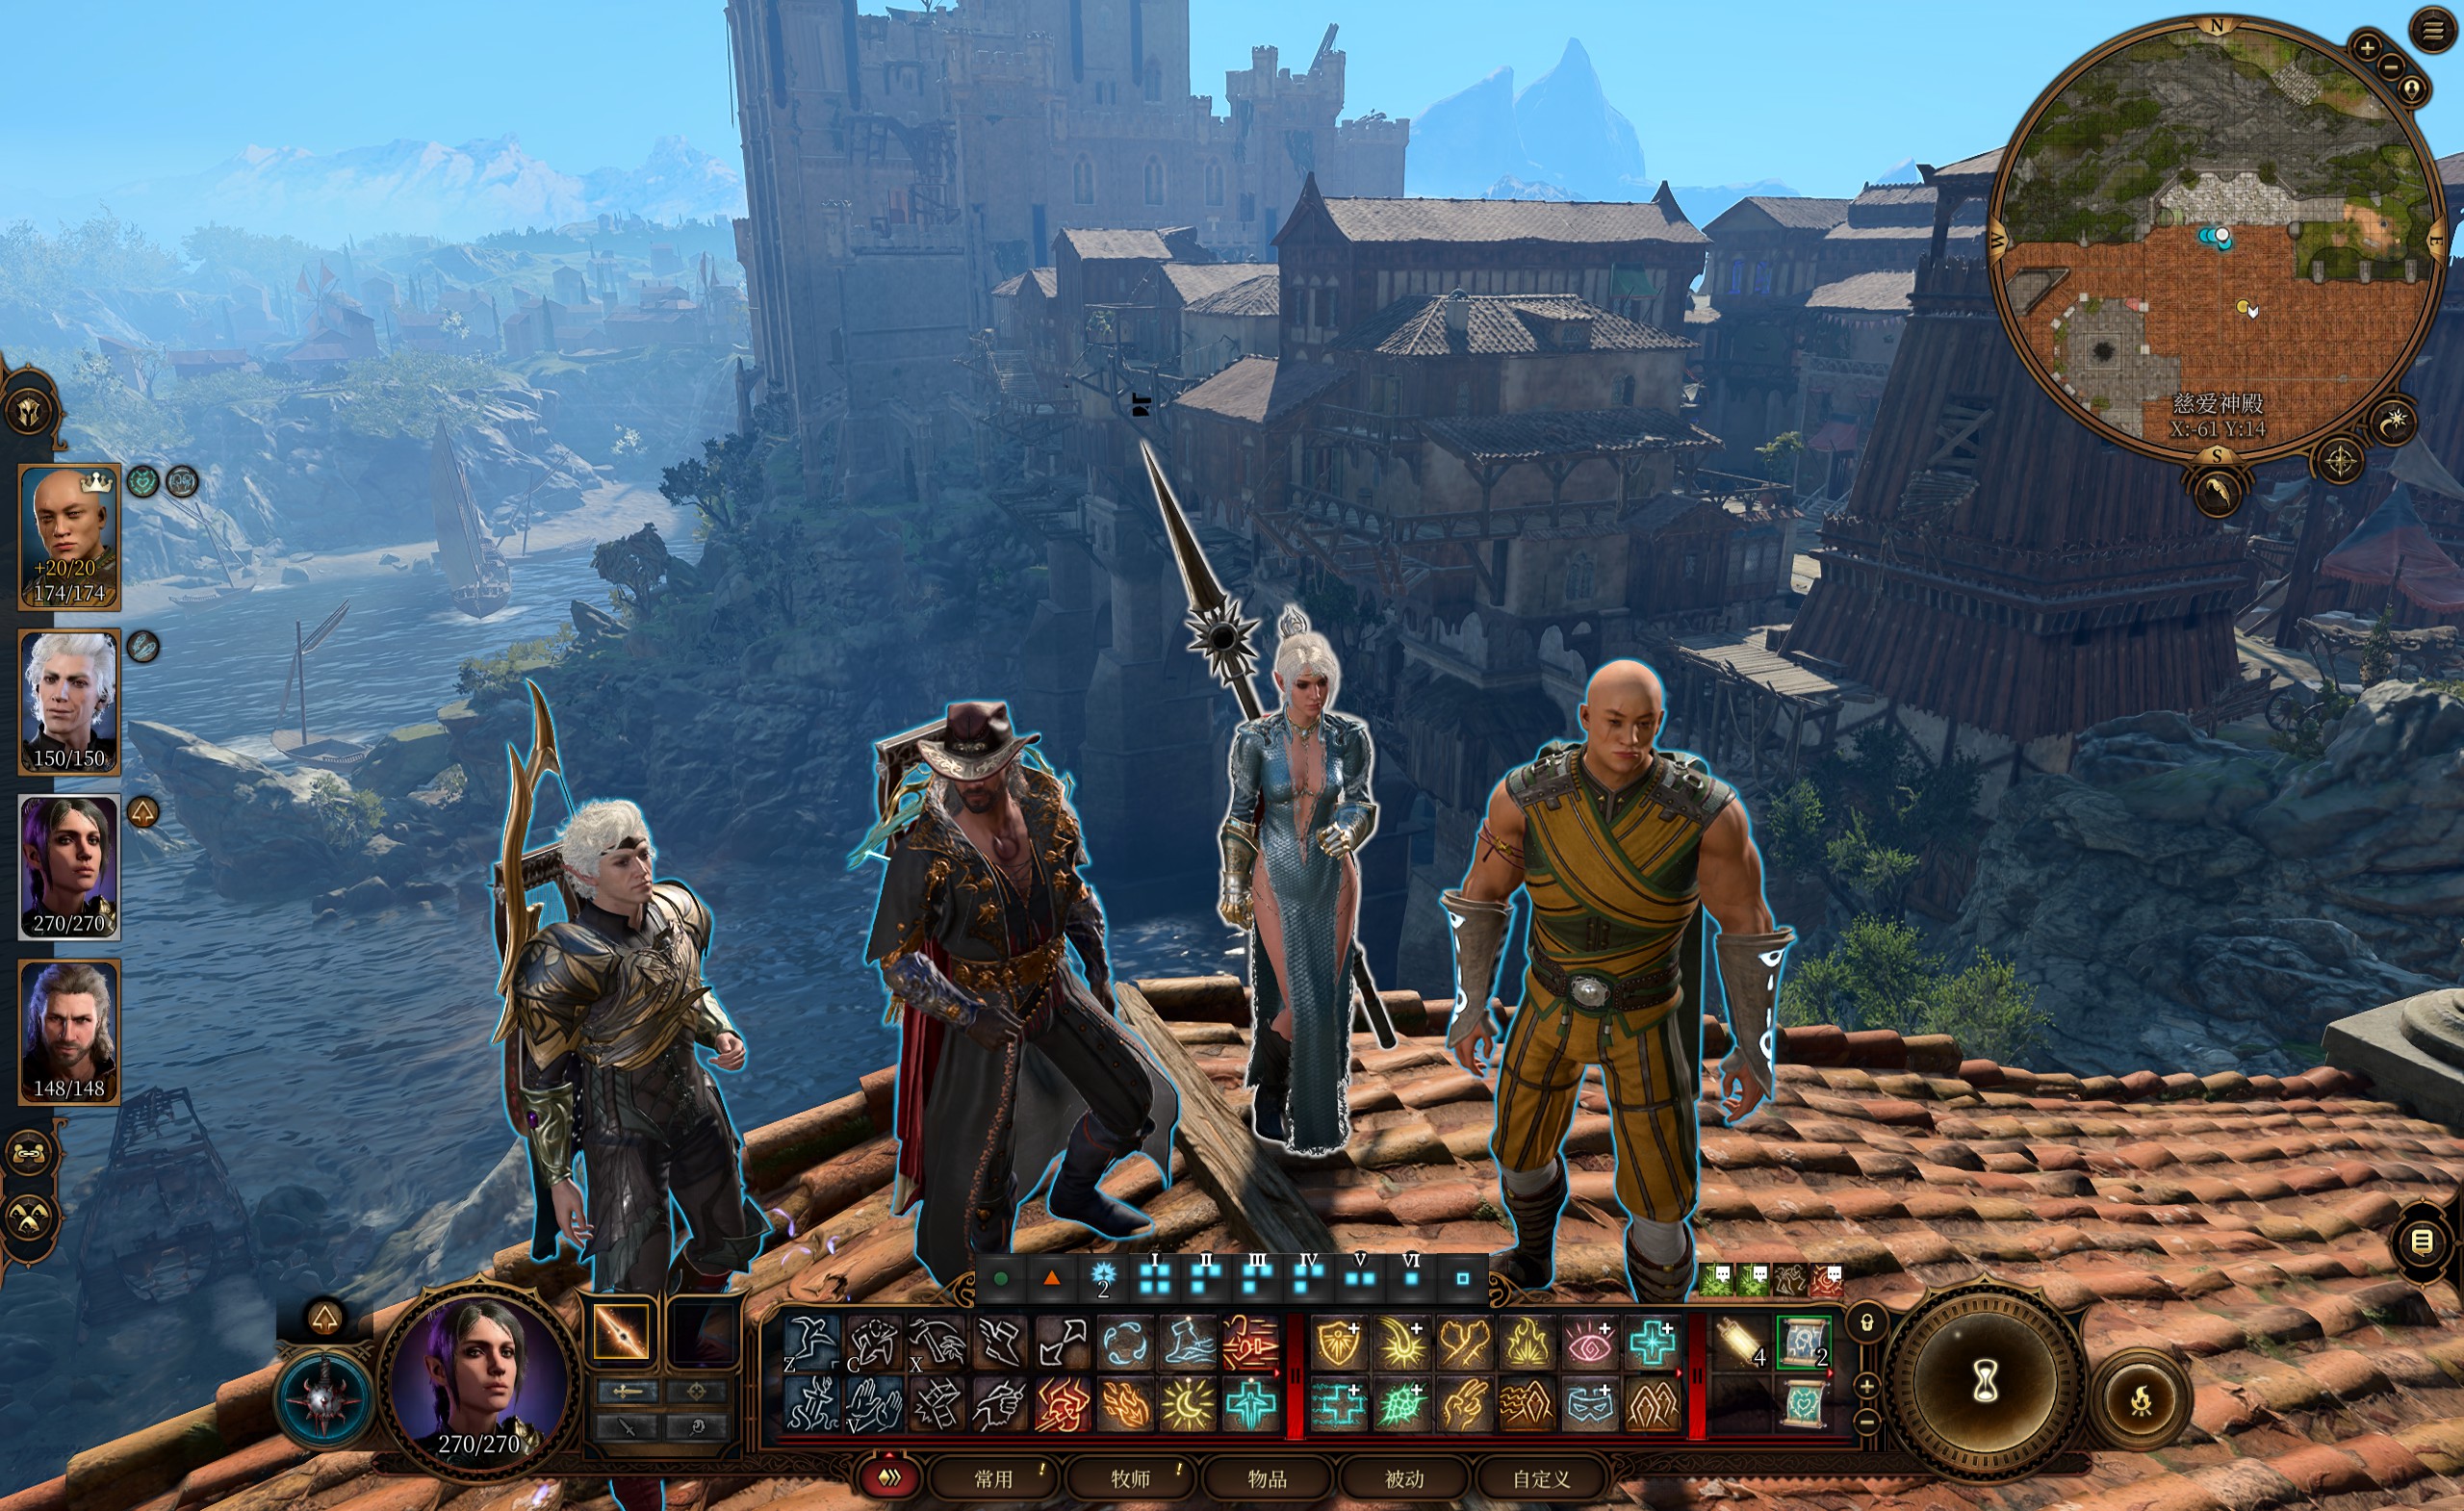 N
W
E
慈爱神殿
X:-61 Y:14
S
+20/20
174/174
150/150
270/270
148/148
I II III IV V VI
2
Z C X 4 2
V
270/270
常用 ! 牧师 ! 物品 被动 自定义